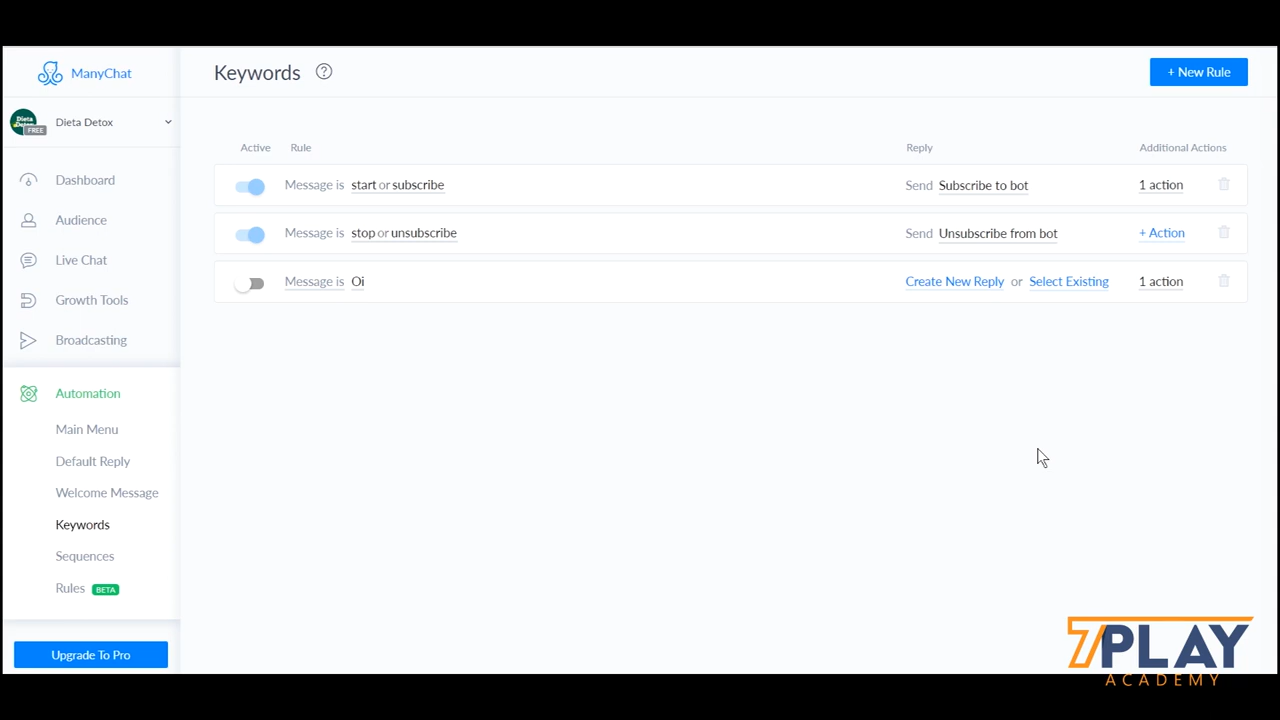 ManyChat
Keywords ?
+ New Rule
Dieta Detox
FREE
Dieta Detox
Dashboard
Audience
Live Chat
Growth Tools
Broadcasting
Automation
Main Menu
Default Reply
Welcome Message
Keywords
Sequences
Rules BETA
Upgrade To Pro
Active Rule Reply Additional Actions
Message is start or subscribe Send Subscribe to bot 1 action
Message is stop or unsubscribe Send Unsubscribe from bot + Action
Message is Oi Create New Reply or Select Existing 1 action
7PLAY
ACADEMY